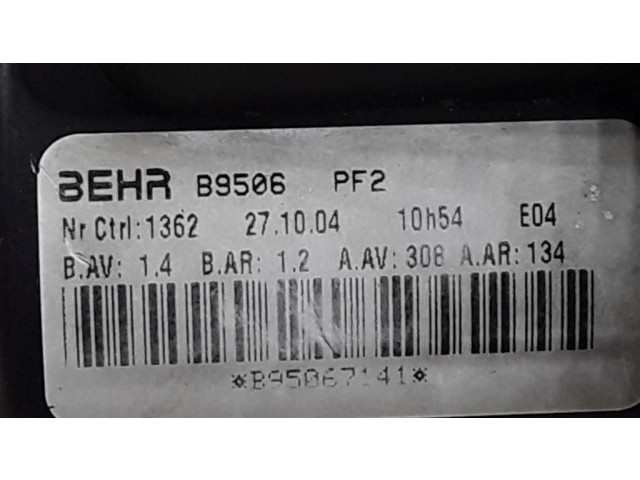 BEHR B9506 PF2
Nr Ctrl:1362 27.10.04 10h54 E04
B.AV: 1.4 B.AR: 1.2 A.AV: 308 A.AR: 134
*B95067141*